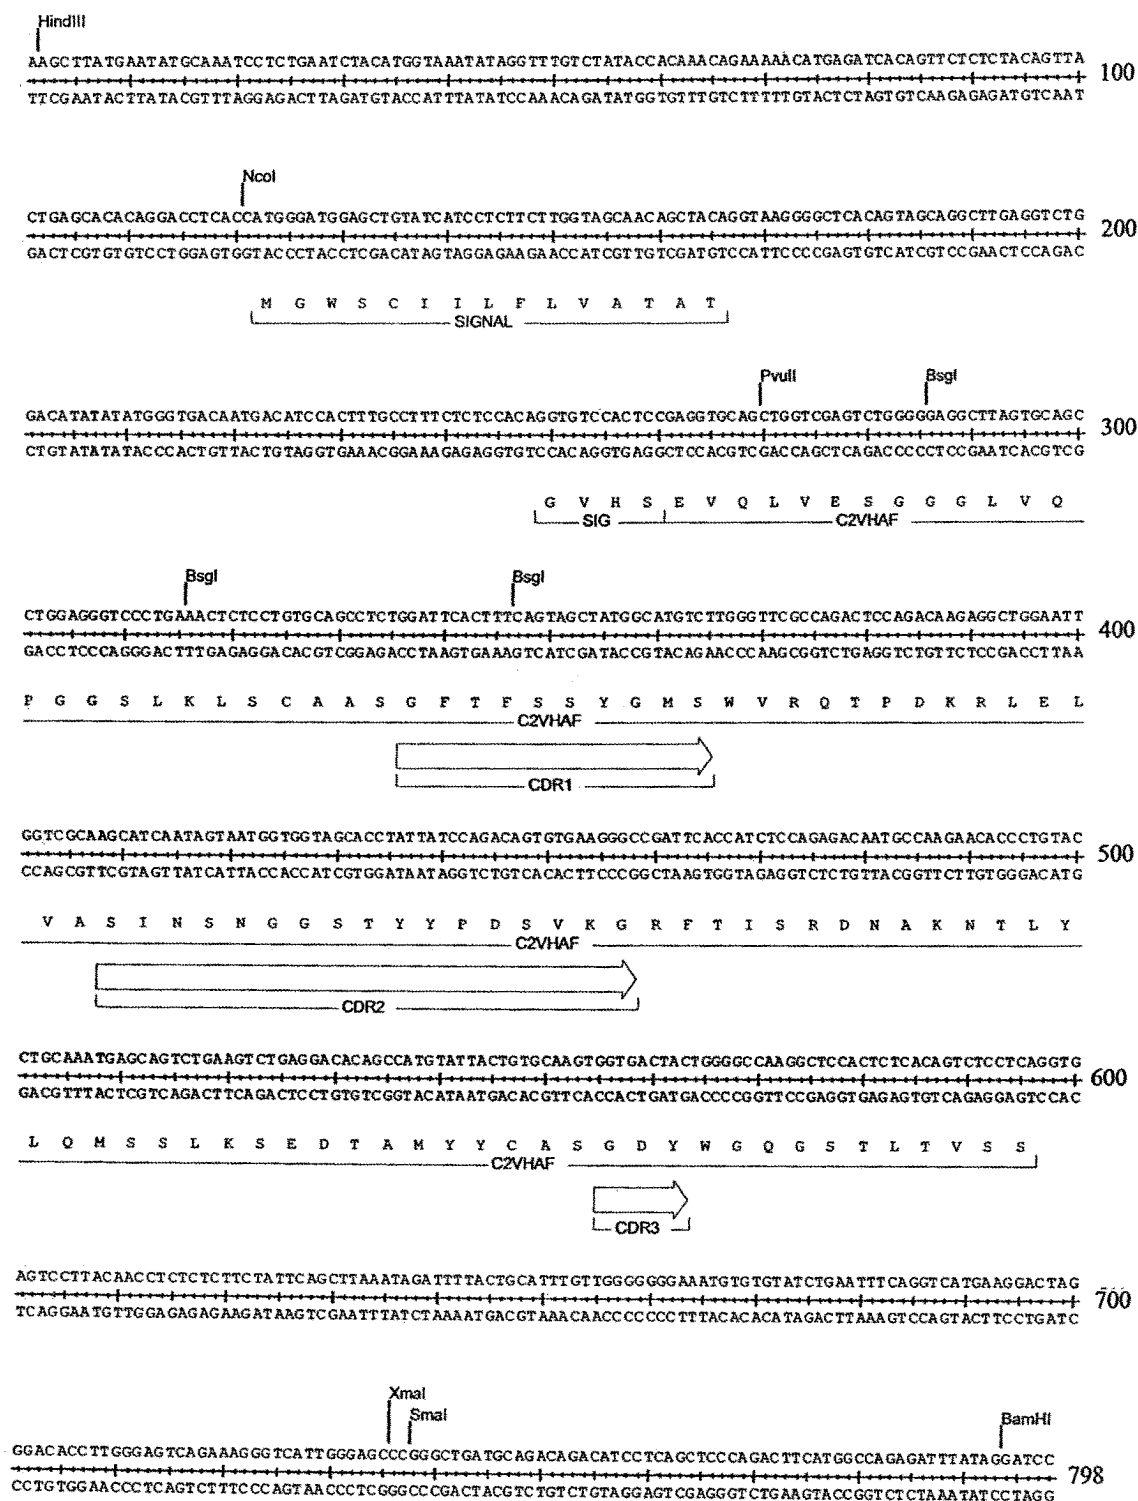 HindIII
AAGCTTATGAATATGCAAATCCTCTGAATCTACATGGTAAATATAGGTTTGTCTATACCACAAACAGAAAAACATGAGATCACAGTTCTCTCTACAGTTA
100
TTCGAATACTTATACGTTTAGGAGACTTAGATGTACCATTTATATCCAAACAGATATGGTGTTTGTCTTTTTGTACTCTAGTGTCAAGAGAGATGTCAAT
NcoI
CTGAGCACACAGGACCTCACCATGGGATGGAGCTGTATCATCCTCTTCTTGGTAGCAACAGCTACAGGTAAGGGGCTCACAGTAGCAGGCTTGAGGTCTG
200
GACTCGTGTGTCCTGGAGTGGTACCCTACCTCGACATAGTAGGAGAAGAACCATCGTTGTCGATGTCCATTCCCCGAGTGTCATCGTCCGAACTCCAGAC
M G W S C I I L F L V A T A T
SIGNAL
PvuII BsgI
GACATATATATGGGTGACAATGACATCCACTTTGCCTTTCTCTCCACAGGTGTCCACTCCGAGGTGCAGCTGGTCGAGTCTGGGGGAGGCTTAGTGCAGC
300
CTGTATATATACCCACTGTTACTGTAGGTGAAACGGAAAGAGAGGTGTCCACAGGTGAGGCTCCACGTCGACCAGCTCAGACCCCCTCCGAATCACGTCG
G V H S E V Q L V E S G G G L V Q
SIG C2VHAF
BsgI BsgI
CTGGAGGGTCCCTGAAACTCTCCTGTGCAGCCTCTGGATTCACTTTCAGTAGCTATGGCATGTCTTGGGTTCGCCAGACTCCAGACAAGAGGCTGGAATT
400
GACCTCCCAGGGACTTTGAGAGGACACGTCGGAGACCTAAGTGAAAGTCATCGATACCGTACAGAACCCAAGCGGTCTGAGGTCTGTTCTCCGACCTTAA
P G G S L K L S C A A S G F T F S S Y G M S W V R Q T P D K R L E L
C2VHAF
CDR1
GGTCGCAAGCATCAATAGTAATGGTGGTAGCACCTATTATCCAGACAGTGTGAAGGGCCGATTCACCATCTCCAGAGACAATGCCAAGAACACCCTGTAC
500
CCAGCGTTCGTAGTTATCATTACCACCATCGTGGATAATAGGTCTGTCACACTTCCCGGCTAAGTGGTAGAGGTCTCTGTTACGGTTCTTGTGGGACATG
V A S I N S N G G S T Y Y P D S V K G R F T I S R D N A K N T L Y
C2VHAF
CDR2
CTGCAAATGAGCAGTCTGAAGTCTGAGGACACAGCCATGTATTACTGTGCAAGTGGTGACTACTGGGGCCAAGGCTCCACTCTCACAGTCTCCTCAGGTG
600
GACGTTTACTCGTCAGACTTCAGACTCCTGTGTCGGTACATAATGACACGTTCACCACTGATGACCCCGGTTCCGAGGTGAGAGTGTCAGAGGAGTCCAC
L Q M S S L K S E D T A M Y Y C A S G D Y W G Q G S T L T V S S
C2VHAF
CDR3
AGTCCTTACAACCTCTCTCTTCTATTCAGCTTAAATAGATTTTACTGCATTTGTTGGGGGGGAAATGTGTGTATCTGAATTTCAGGTCATGAAGGACTAG
700
TCAGGAATGTTGGAGAGAGAAGATAAGTCGAATTTATCTAAAATGACGTAAACAACCCCCCCTTTACACACATAGACTTAAAGTCCAGTACTTCCTGATC
XmaI
SmaI BamHI
GGACACCTTGGGAGTCAGAAAGGGTCATTGGGAGCCCGGGCTGATGCAGACAGACATCCTCAGCTCCCAGACTTCATGGCCAGAGATTTATAGGATCC
798
CCTGTGGAACCCTCAGTCTTTCCCAGTAACCCTCGGGCCCGACTACGTCTGTCTGTAGGAGTCGAGGGTCTGAAGTACCGGTCTCTAAATATCCTAGG